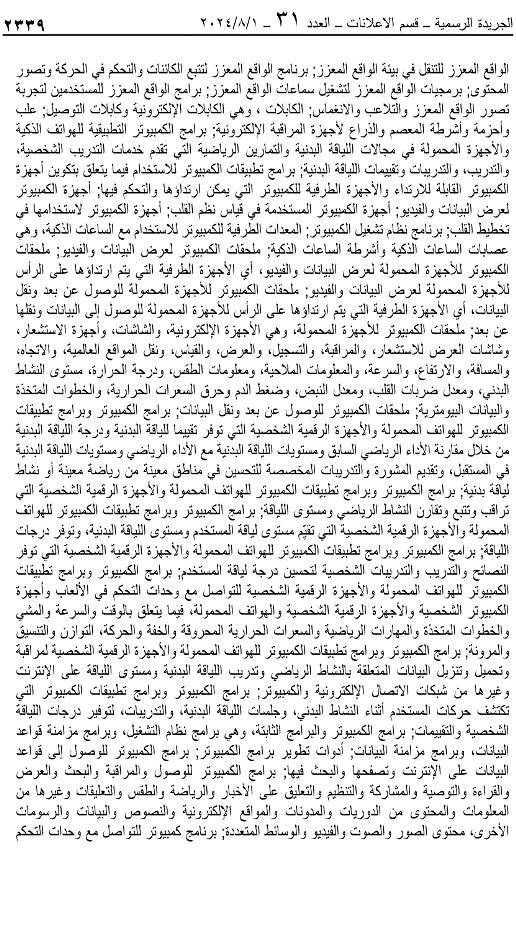 الجريدة الرسمية – قسم الاعلانات – العدد ٣١ – ٢٠٢٤/٨/١ ٢٣٣٩
الواقع المعزز للتنقل في بيئة الواقع المعزز; برنامج الواقع المعزز لتتبع الكائنات والتحكم في الحركة وتصور
المحتوى; برمجيات الواقع المعزز لتشغيل سماعات الواقع المعزز; برامج الواقع المعزز للمستخدمين لتجربة
تصور الواقع المعزز والتلاعب والانغماس; الكابلات ، وهي الكابلات الإلكترونية وكابلات التوصيل; علب
وأحزمة وأشرطة المعصم والذراع لأجهزة المراقبة الإلكترونية; برامج الكمبيوتر التطبيقية للهواتف الذكية
والأجهزة المحمولة في مجالات اللياقة البدنية والتمارين الرياضية التي تقدم خدمات التدريب الشخصية،
والتدريب، والتدريبات وتقييمات اللياقة البدنية; برامج تطبيقات الكمبيوتر للاستخدام فيما يتعلق بتكوين أجهزة
الكمبيوتر القابلة للارتداء والأجهزة الطرفية للكمبيوتر التي يمكن ارتداؤها والتحكم فيها; أجهزة الكمبيوتر
لعرض البيانات والفيديو; أجهزة الكمبيوتر المستخدمة في قياس نظم القلب; أجهزة الكمبيوتر لاستخدامها في
تخطيط القلب; برنامج نظام تشغيل الكمبيوتر; المعدات الطرفية للكمبيوتر للاستخدام مع الساعات الذكية، وهي
عصابات الساعات الذكية وأشرطة الساعات الذكية; ملحقات الكمبيوتر لعرض البيانات والفيديو; ملحقات
الكمبيوتر للأجهزة المحمولة لعرض البيانات والفيديو، أي الأجهزة الطرفية التي يتم ارتداؤها على الرأس
للأجهزة المحمولة لعرض البيانات والفيديو; ملحقات الكمبيوتر للأجهزة المحمولة للوصول عن بعد ونقل
البيانات، أي الأجهزة الطرفية التي يتم ارتداؤها على الرأس للأجهزة المحمولة للوصول إلى البيانات ونقلها
عن بعد; ملحقات الكمبيوتر للأجهزة المحمولة، وهي الأجهزة الإلكترونية، والشاشات، وأجهزة الاستشعار،
وشاشات العرض للاستشعار، والمراقبة، والتسجيل، والعرض، والقياس، ونقل المواقع العالمية، والاتجاه،
والمسافة، والارتفاع، والسرعة، والمعلومات الملاحية، ومعلومات الطقس، ودرجة الحرارة، مستوى النشاط
البدني، ومعدل ضربات القلب، ومعدل النبض، وضغط الدم وحرق السعرات الحرارية، والخطوات المتخذة
والبيانات البيومترية; ملحقات الكمبيوتر للوصول عن بعد ونقل البيانات; برامج الكمبيوتر وبرامج تطبيقات
الكمبيوتر للهواتف المحمولة والأجهزة الرقمية الشخصية التي توفر تقييما للياقة البدنية ودرجة اللياقة البدنية
من خلال مقارنة الأداء الرياضي السابق ومستويات اللياقة البدنية مع الأداء الرياضي ومستويات اللياقة البدنية
في المستقبل، وتقديم المشورة والتدريبات المخصصة للتحسين في مناطق معينة من رياضة معينة أو نشاط
لياقة بدنية; برامج الكمبيوتر وبرامج تطبيقات الكمبيوتر للهواتف المحمولة والأجهزة الرقمية الشخصية التي
تراقب وتتبع وتقارن النشاط الرياضي ومستوى اللياقة; برامج الكمبيوتر وبرامج تطبيقات الكمبيوتر للهواتف
المحمولة والأجهزة الرقمية الشخصية التي تقيّم مستوى لياقة المستخدم ومستوى اللياقة البدنية، وتوفر درجات
اللياقة; برامج الكمبيوتر وبرامج تطبيقات الكمبيوتر للهواتف المحمولة والأجهزة الرقمية الشخصية التي توفر
النصائح والتدريب والتدريبات الشخصية لتحسين درجة لياقة المستخدم; برامج الكمبيوتر وبرامج تطبيقات
الكمبيوتر للهواتف المحمولة والأجهزة الرقمية الشخصية للتواصل مع وحدات التحكم في الألعاب وأجهزة
الكمبيوتر الشخصية والأجهزة الرقمية الشخصية والهواتف المحمولة، فيما يتعلق بالوقت والسرعة والمشي
والخطوات المتخذة والمهارات الرياضية والسعرات الحرارية المحروقة والخفة والحركة، التوازن والتنسيق
والمرونة; برامج الكمبيوتر وبرامج تطبيقات الكمبيوتر للهواتف المحمولة والأجهزة الرقمية الشخصية لمراقبة
وتحميل وتنزيل البيانات المتعلقة بالنشاط الرياضي وتدريب اللياقة البدنية ومستوى اللياقة على الإنترنت
وغيرها من شبكات الاتصال الإلكترونية والكمبيوتر; برامج الكمبيوتر وبرامج تطبيقات الكمبيوتر التي
تكتشف حركات المستخدم أثناء النشاط البدني، وجلسات اللياقة البدنية، والتدريبات، لتوفير درجات اللياقة
الشخصية والتقييمات; برامج الكمبيوتر والبرامج الثابتة، وهي برامج نظام التشغيل، وبرامج مزامنة قواعد
البيانات، وبرامج مزامنة البيانات; أدوات تطوير برامج الكمبيوتر; برامج الكمبيوتر للوصول إلى قواعد
البيانات على الإنترنت وتصفحها والبحث فيها; برامج الكمبيوتر للوصول والمراقبة والبحث والعرض
والقراءة والتوصية والمشاركة والتنظيم والتعليق على الأخبار والرياضة والطقس والتعليقات وغيرها من
المعلومات والمحتوى من الدوريات والمدونات والمواقع الإلكترونية والنصوص والبيانات والرسومات
الأخرى، محتوى الصور والصوت والفيديو والوسائط المتعددة; برنامج كمبيوتر للتواصل مع وحدات التحكم